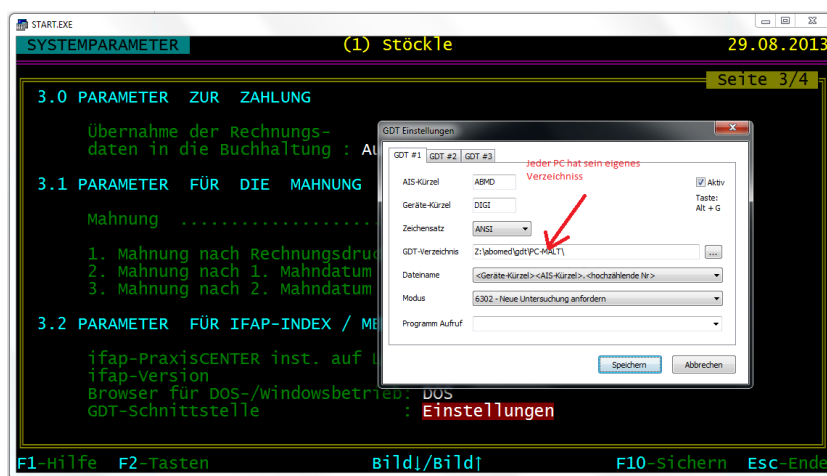 START.EXE
SYSTEMPARAMETER (1) Stöckle 29.08.2013
Seite 3/4
3.0 PARAMETER ZUR ZAHLUNG
Übernahme der Rechnungs-
daten in die Buchhaltung : Au
3.1 PARAMETER FÜR DIE MAHNUNG
Mahnung ....................
1. Mahnung nach Rechnungsdruc
2. Mahnung nach 1. Mahndatum
3. Mahnung nach 2. Mahndatum
3.2 PARAMETER FÜR IFAP-INDEX / ME
ifap-PraxisCENTER inst. auf L
ifap-Version
Browser für DOS-/Windowsbetrieb: DOS
GDT-Schnittstelle : Einstellungen
F1-Hilfe F2-Tasten Bild↓/Bild↑ F10-Sichern Esc-Ende
GDT Einstellungen
GDT #1 GDT #2 GDT #3
Jeder PC hat sein eigenes
Verzeichniss
AIS-Kürzel ABMD Aktiv
Geräte-Kürzel DIGI Taste:
Alt + G
Zeichensatz ANSI
GDT-Verzeichnis Z:\abomed\gdt\PC-MALT\ ...
Dateiname <Geräte-Kürzel><AIS-Kürzel>.<hochzählende Nr>
Modus 6302 - Neue Untersuchung anfordern
Programm Aufruf
Speichern Abbrechen